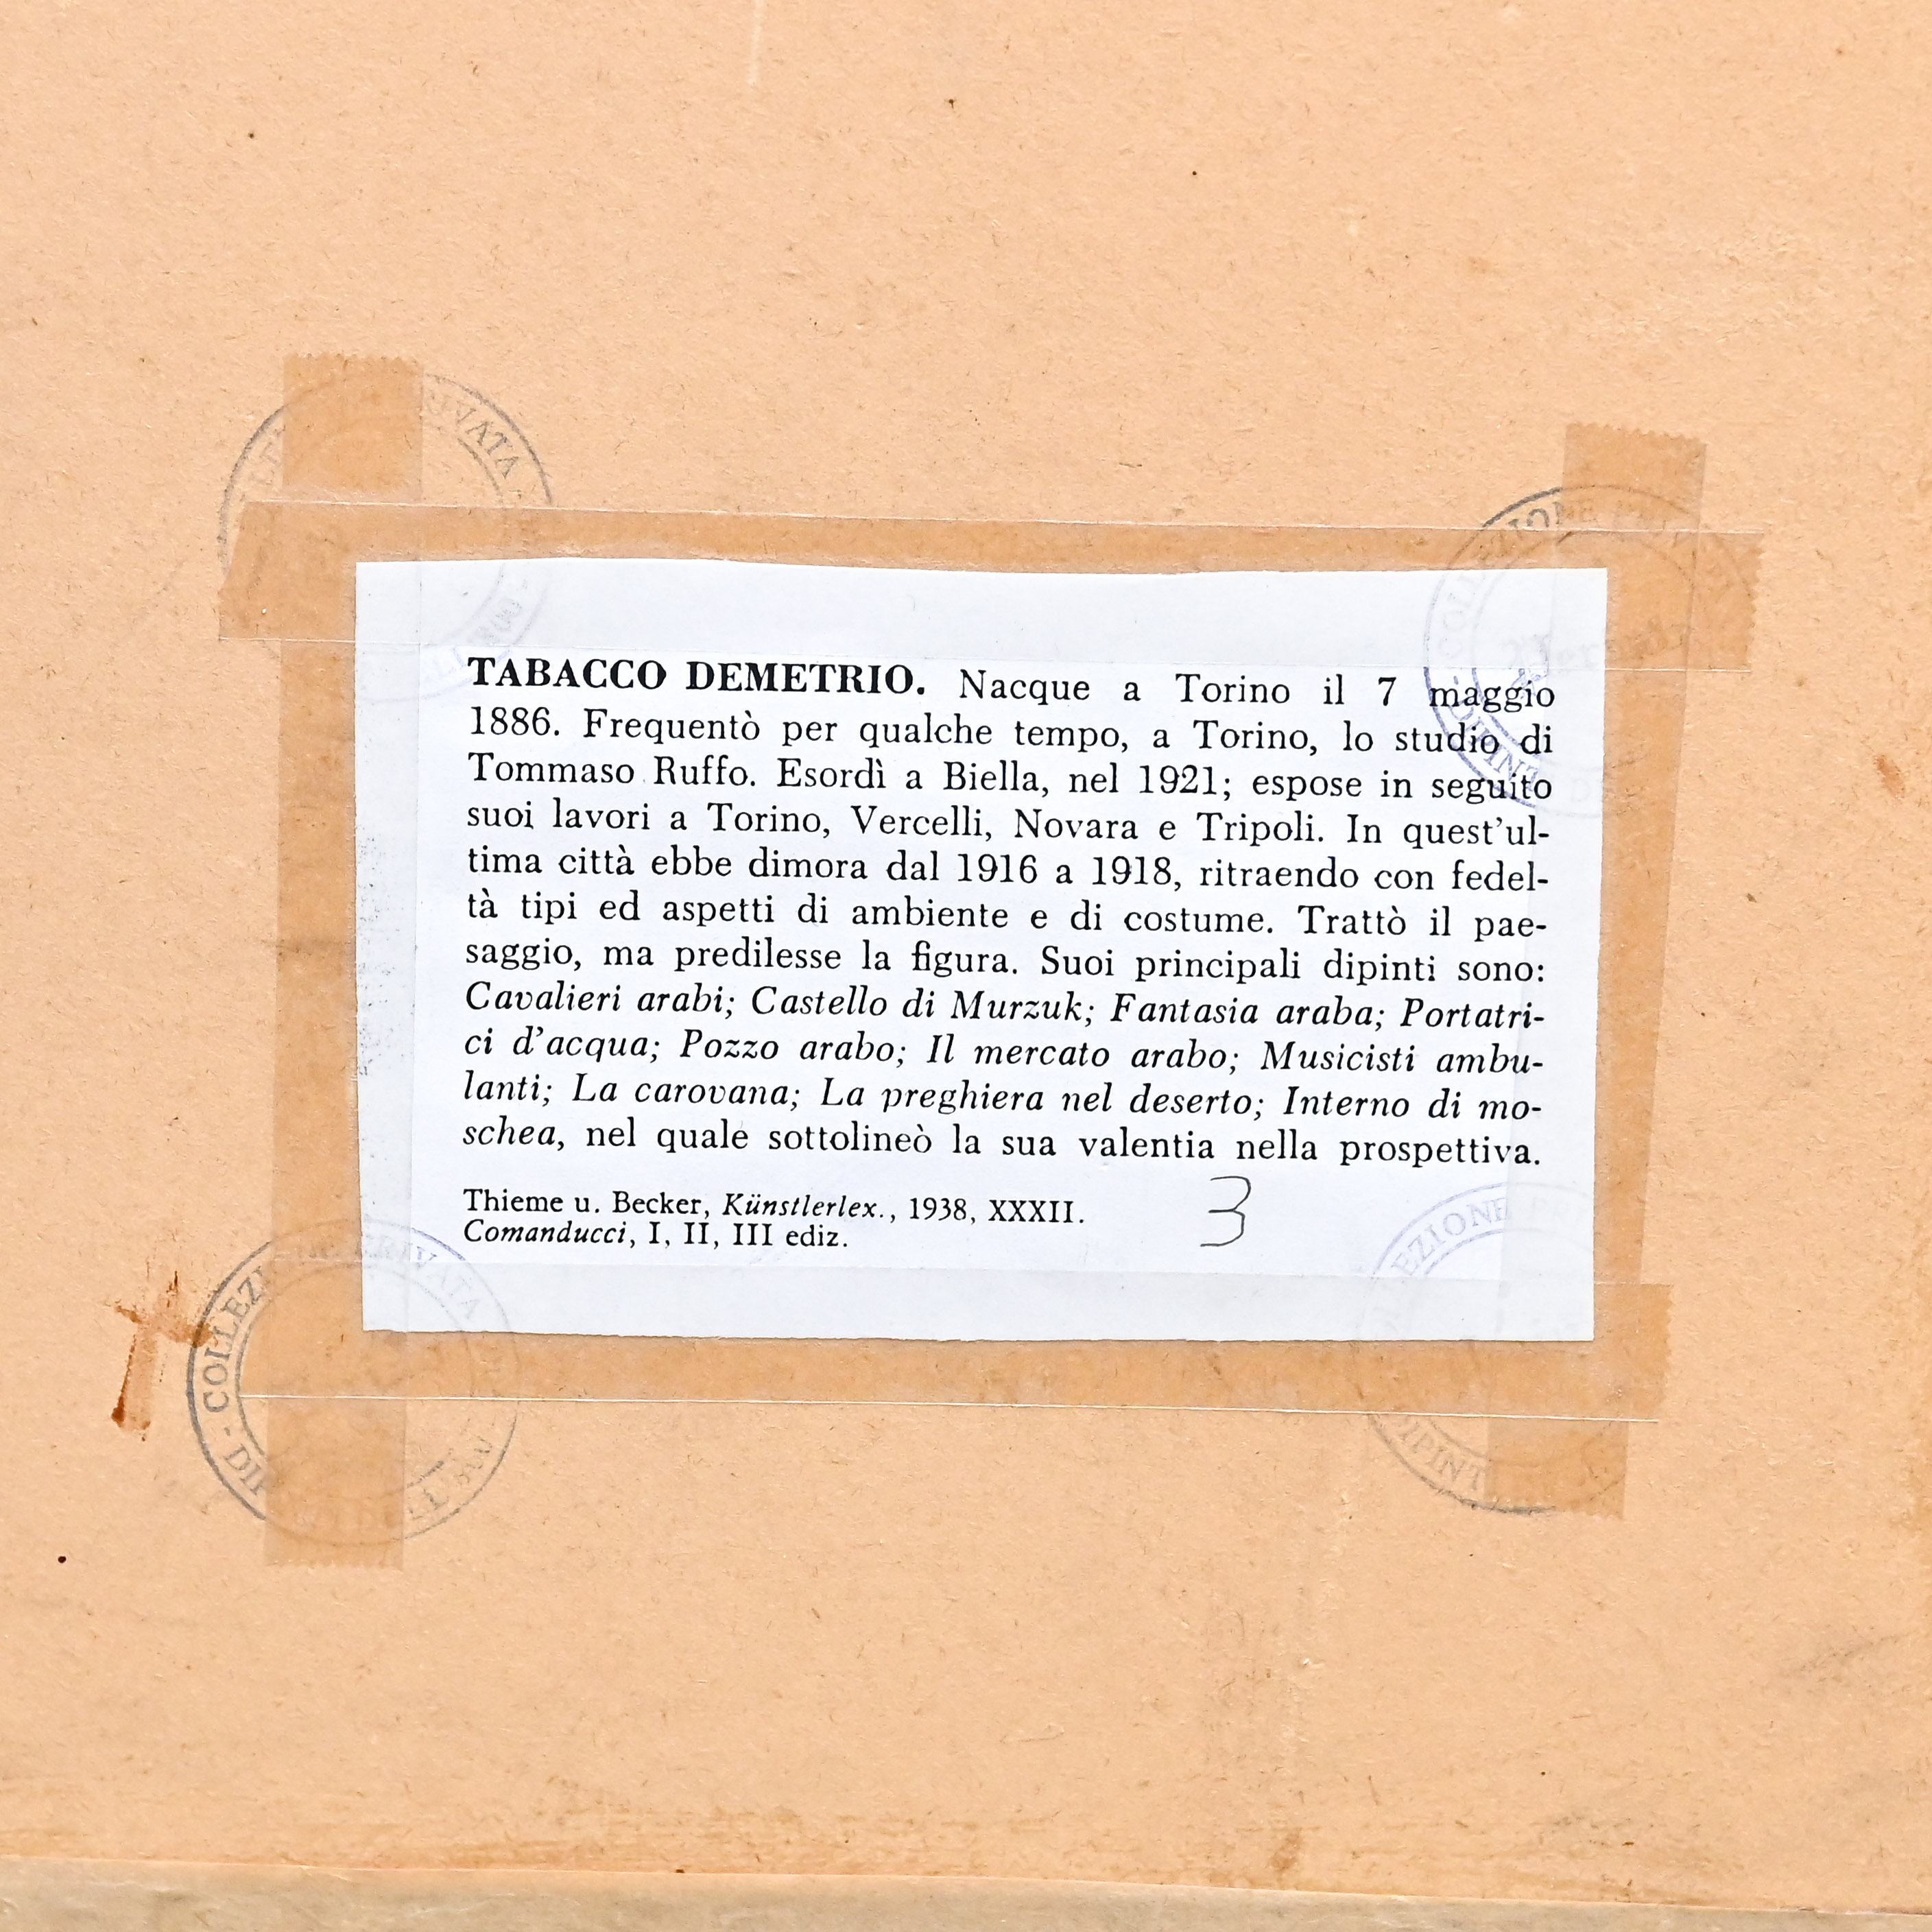 TABACCO DEMETRIO. Nacque a Torino il 7 maggio
1886. Frequentò per qualche tempo, a Torino, lo studio di
Tommaso Ruffo. Esordì a Biella, nel 1921; espose in seguito
suoi lavori a Torino, Vercelli, Novara e Tripoli. In quest'ul-
tima città ebbe dimora dal 1916 a 1918, ritraendo con fedel-
tà tipi ed aspetti di ambiente e di costume. Trattò il pae-
saggio, ma predilesse la figura. Suoi principali dipinti sono:
Cavalieri arabi; Castello di Murzuk; Fantasia araba; Portatri-
ci d'acqua; Pozzo arabo; Il mercato arabo; Musicisti ambu-
lanti; La carovana; La preghiera nel deserto; Interno di mo-
schea, nel quale sottolineò la sua valentia nella prospettiva.
Thieme u. Becker, Künstlerlex., 1938, XXXII.
Comanducci, I, II, III ediz.
3